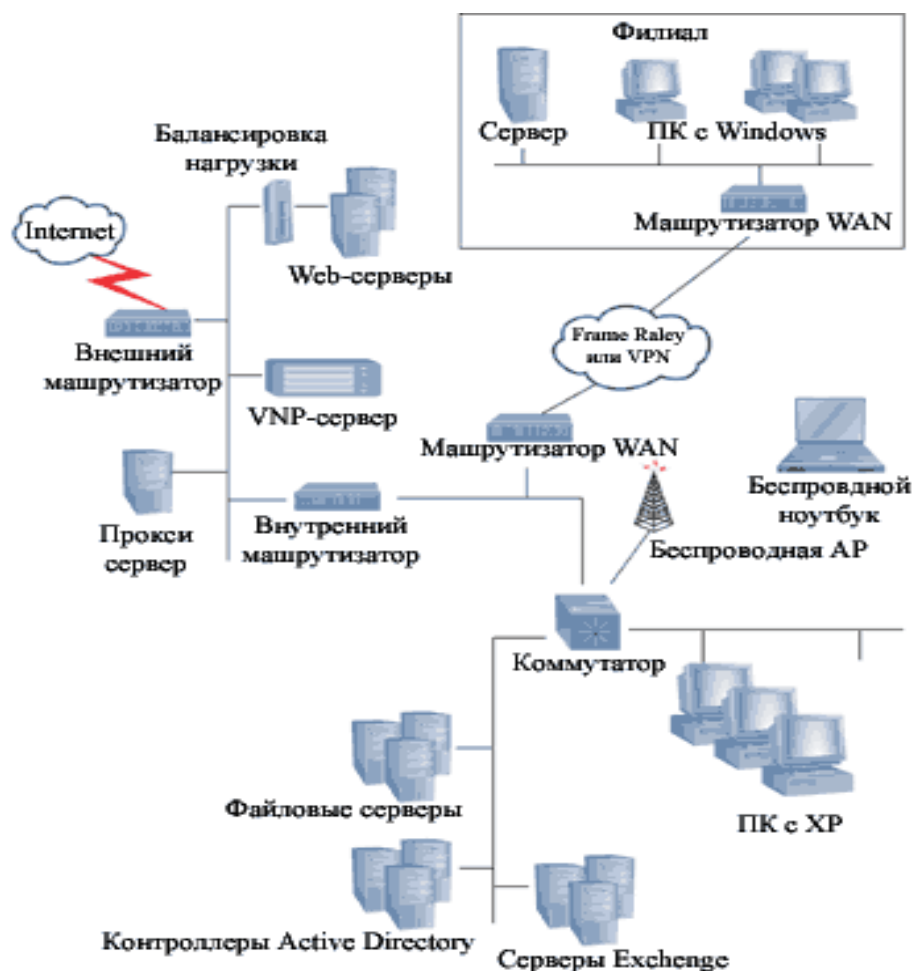 Филиал
Сервер
ПК с Windows
Машрутизатор WAN
Балансировка
нагрузки
Internet
Web-серверы
Внешний
машрутизатор
VNP-сервер
Frame Raley
или VPN
Машрутизатор WAN
Беспровдной
ноутбук
Прокси
сервер
Внутренний
машрутизатор
Беспроводная AP
Коммутатор
Файловые серверы
ПК с XP
Контроллеры Active Directory
Серверы Exchenge